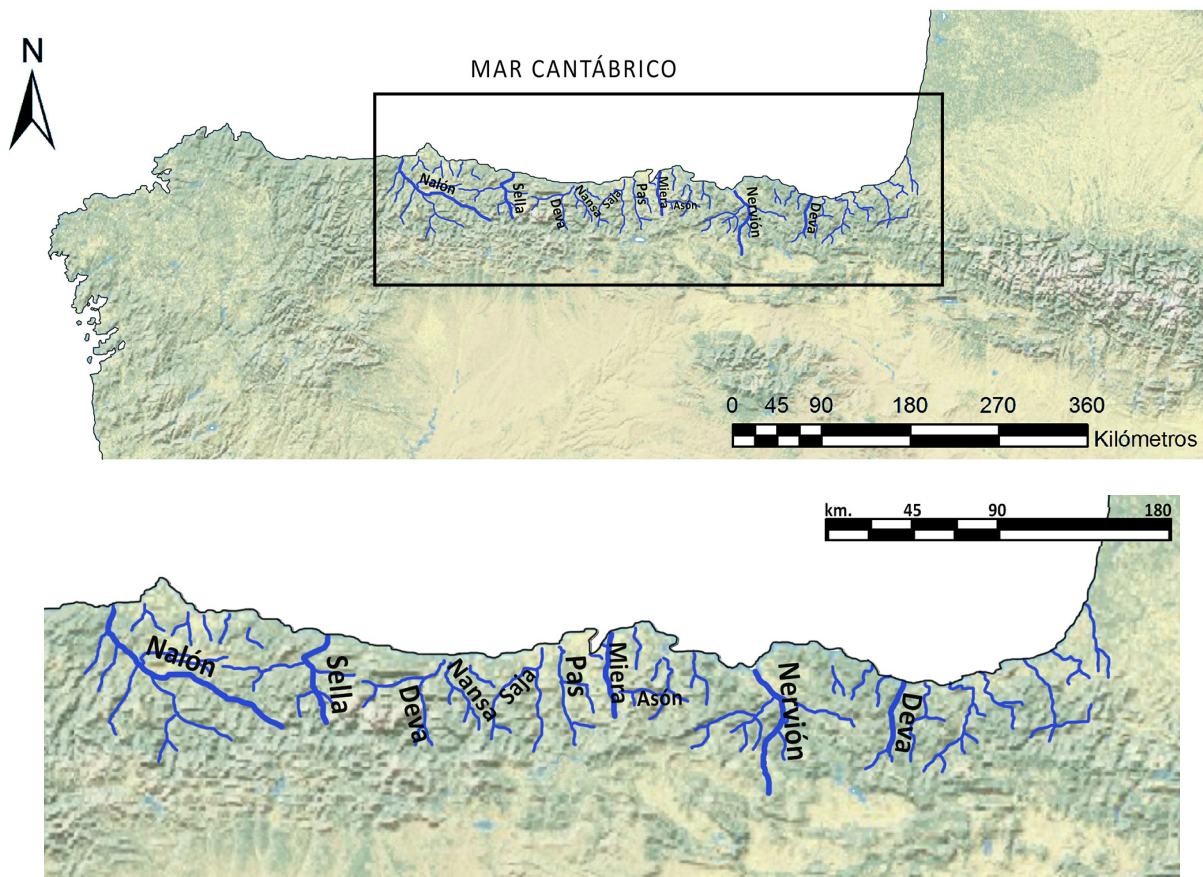 N
MAR CANTÁBRICO
Nalón
Sella
Deva
Nansa
Saja
Pas
Miera
Asón
Nervión
Deva
0 45 90 180 270 360
Kilómetros
km. 45 90 180
Nalón
Sella
Deva
Nansa
Saja
Pas
Miera
Asón
Nervión
Deva